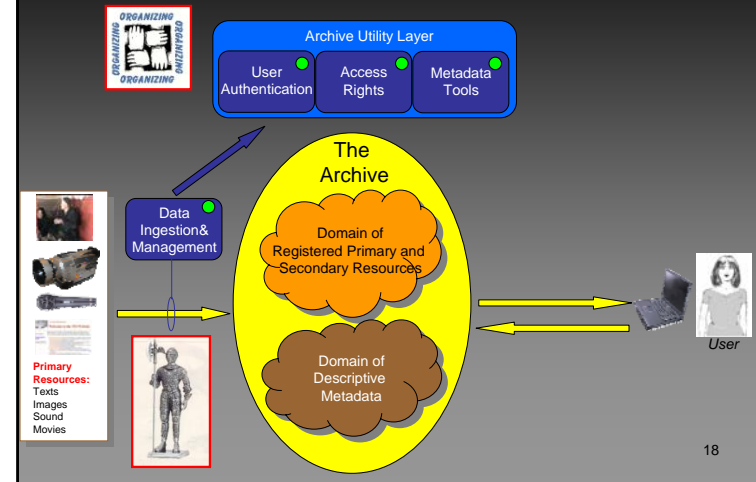 ORGANIZING
ORGANIZING
ORGANIZING
ORGANIZING
Archive Utility Layer
User
Authentication
Access
Rights
Metadata
Tools
The
Archive
Data
Ingestion&
Management
Domain of
Registered Primary and
Secondary Resources
Domain of
Descriptive
Metadata
Primary
Resources:
Texts
Images
Sound
Movies
User
18